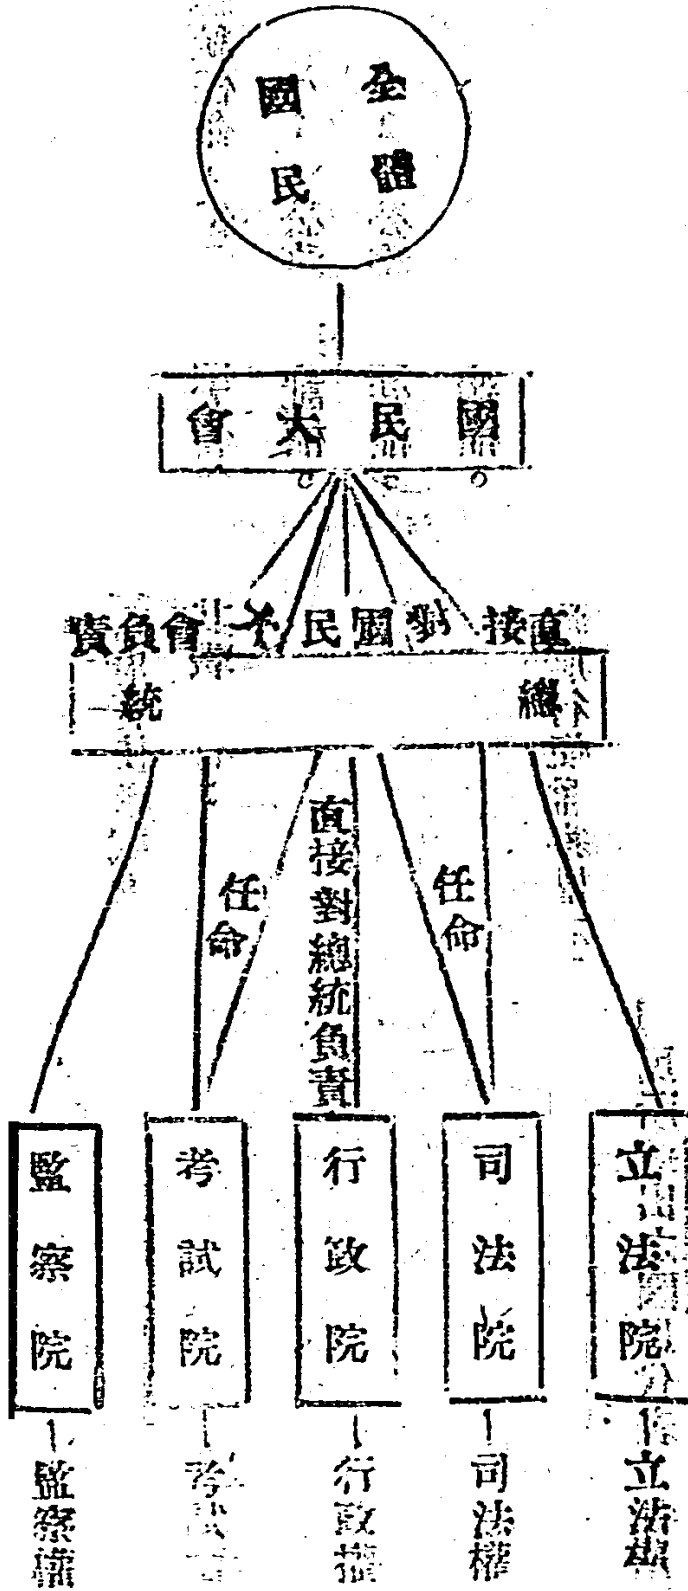 全體
國民
國民大會
直接對國民大會負責
總統
任命
直接對總統負責
任命
立法院
司法院
行政院
考試院
監察院
立法權
司法權
行政權
考試
監察權